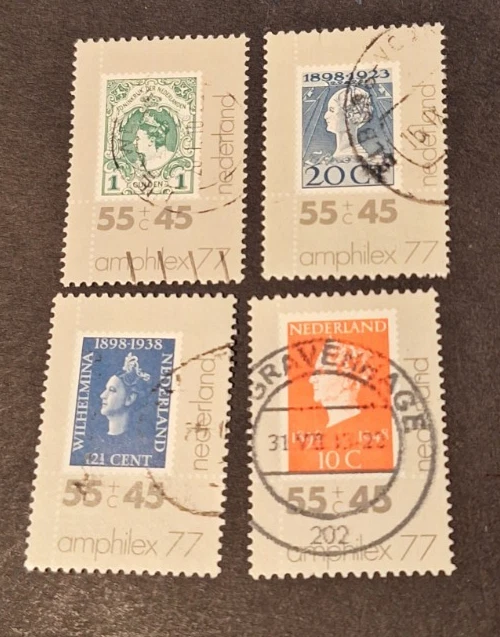 1 GULDEN 1
nederland
55 + c 45
amphilex 77
1898-1923
20 CT
nederland
55 + c 45
amphilex 77
1898-1938
WILHELMINA
NEDERLAND
12½ CENT
nederland
55 + c 45
amphilex 77
NEDERLAND
10 C
nederland
55 + c 45
amphilex 77
GRAVENHAGE
202